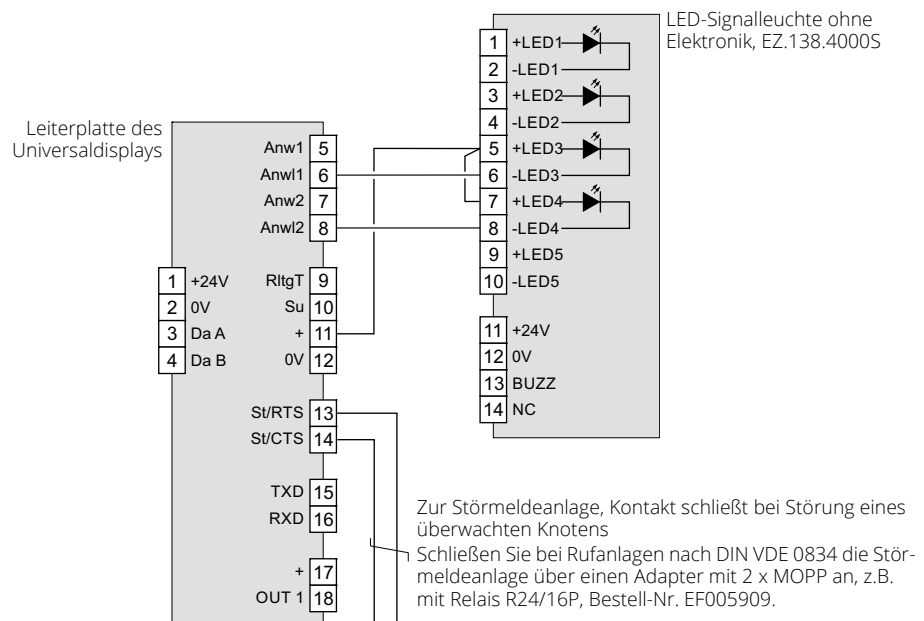 LED-Signalleuchte ohne
Elektronik, EZ.138.4000S
1 +LED1
2 -LED1
3 +LED2
4 -LED2
5 +LED3
6 -LED3
7 +LED4
8 -LED4
9 +LED5
10 -LED5
11 +24V
12 0V
13 BUZZ
14 NC
Leiterplatte des
Universaldisplays
Anw1 5
Anwl1 6
Anw2 7
Anwl2 8
1 +24V
2 0V
3 Da A
4 Da B
RltgT 9
Su 10
+ 11
0V 12
St/RTS 13
St/CTS 14
TXD 15
RXD 16
+ 17
OUT 1 18
Zur Störmeldeanlage, Kontakt schließt bei Störung eines
überwachten Knotens
Schließen Sie bei Rufanlagen nach DIN VDE 0834 die Stör-
meldeanlage über einen Adapter mit 2 x MOPP an, z.B.
mit Relais R24/16P, Bestell-Nr. EF005909.